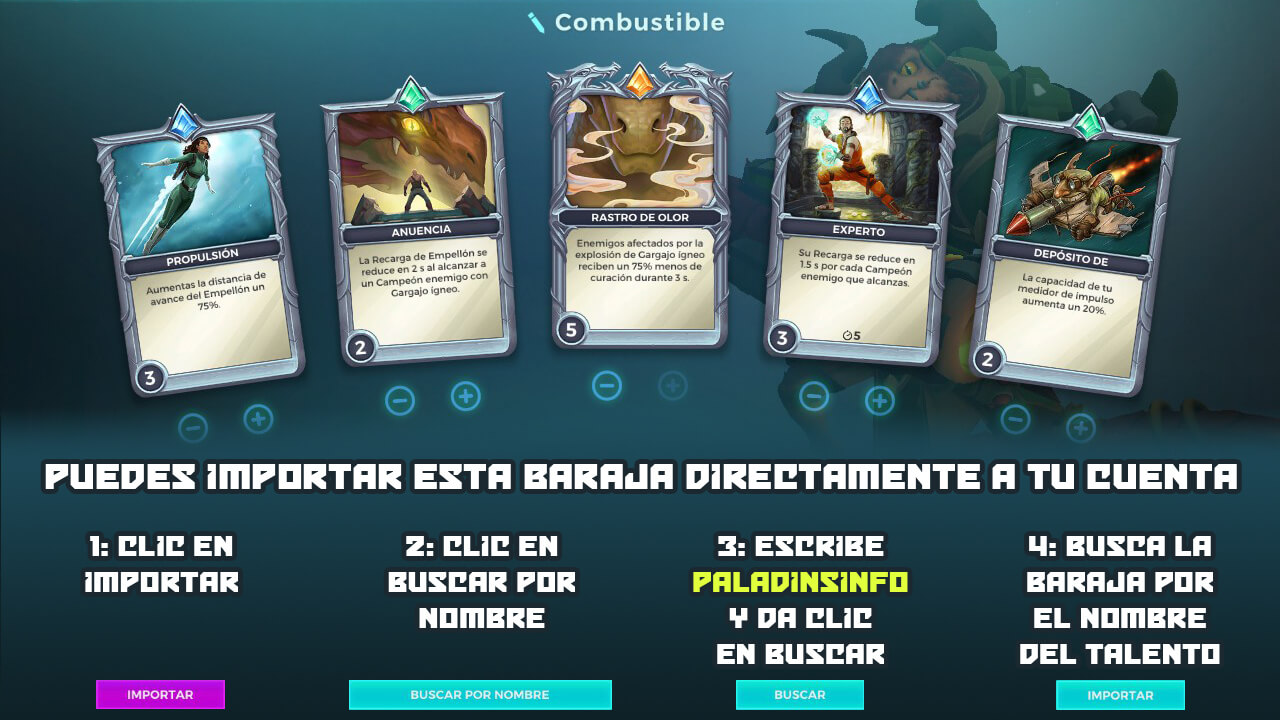 Combustible
PROPULSIÓN
Aumentas la distancia de
avance del Empellón un
75%.
3
ANUENCIA
La Recarga de Empellón se
reduce en 2 s al alcanzar a
un Campeón enemigo con
Gargajo ígneo.
2
RASTRO DE OLOR
Enemigos afectados por la
explosión de Gargajo ígneo
reciben un 75% menos de
curación durante 3 s.
5
EXPERTO
Su Recarga se reduce en
1.5 s por cada Campeón
enemigo que alcanzas.
5
3
DEPÓSITO DE
La capacidad de tu
medidor de impulso
aumenta un 20%.
2
PUEDES IMPORTAR ESTA BARAJA DIRECTAMENTE A TU CUENTA
1: CLIC EN
IMPORTAR
2: CLIC EN
BUSCAR POR
NOMBRE
3: ESCRIBE
PALADINSINFO
Y DA CLIC
EN BUSCAR
4: BUSCA LA
BARAJA POR
EL NOMBRE
DEL TALENTO
IMPORTAR
BUSCAR POR NOMBRE
BUSCAR
IMPORTAR